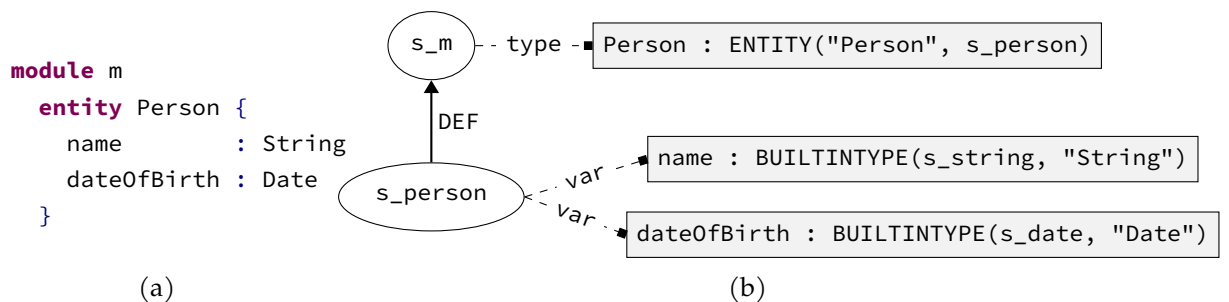 module m
entity Person {
name : String
dateOfBirth : Date
}
(a)
s_m
type
Person : ENTITY("Person", s_person)
DEF
s_person
var
name : BUILTINTYPE(s_string, "String")
var
dateOfBirth : BUILTINTYPE(s_date, "Date")
(b)